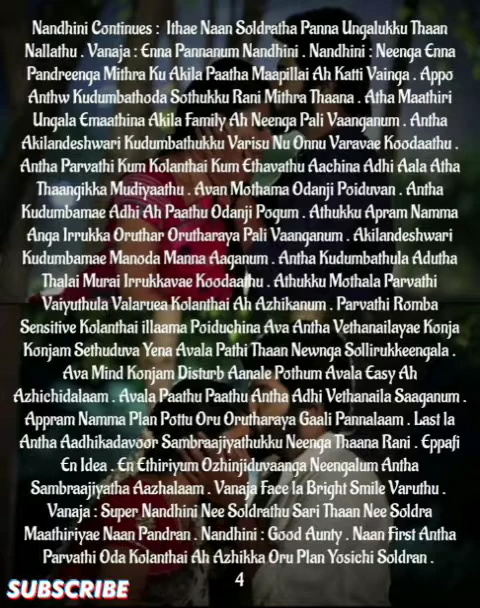 Nandhini Continues : Ithae Naan Soldratha Panna Ungalukku Thaan
Nallathu . Vanaja : Enna Pannanum Nandhini . Nandhini : Neenga Enna
Pandreenga Mithra Ku Akila Paatha Maapillai Ah Katti Vainga . Appo
Anthw Kudumbathoda Sothukku Rani Mithra Thaana . Atha Maathiri
Ungala Emaathina Akila Family Ah Neenga Pali Vaanganum . Antha
Akilandeshwari Kudumbathukku Varisu Nu Onnu Varavae Koodaathu .
Antha Parvathi Kum Kolanthai Kum Ethavathu Aachina Adhi Aala Atha
Thaangikka Mudiyaathu . Avan Mothama Odanji Poiduvan . Antha
Kudumbamae Adhi Ah Paathu Odanji Pogum . Athukku Apram Namma
Anga Irrukka Oruthar Orutharaya Pali Vaanganum . Akilandeshwari
Kudumbamae Manoda Manna Aaganum . Antha Kudumbathula Adutha
Thalai Murai Irrukkavae Koodaathu . Athukku Mothala Parvathi
Vaiyuthula Valaruea Kolanthai Ah Azhikanum . Parvathi Romba
Sensitive Kolanthai illaama Poiduchina Ava Antha Vethanailayae Konja
Konjam Sethuduva Yena Avala Pathi Thaan Newnga Sollirukkeengala .
Ava Mind Konjam Disturb Aanale Pothum Avala Easy Ah
Azhichidalaam . Avala Paathu Paathu Antha Adhi Vethanaila Saaganum .
Appram Namma Plan Pottu Oru Orutharaya Gaali Pannalaam . Last la
Antha Aadhikadavoor Sambraajiyathukku Neenga Thaana Rani . Eppafi
En Idea . En Ethiriyum Ozhinjiduvaanga Neengalum Antha
Sambraajiyatha Aazhalaam . Vanaja Face la Bright Smile Varuthu .
Vanaja : Super Nandhini Nee Soldrathu Sari Thaan Nee Soldra
Maathiriyae Naan Pandran . Nandhini : Good Aunty . Naan First Antha
Parvathi Oda Kolanthai Ah Azhikka Oru Plan Yosichi Soldran .
4
SUBSCRIBE